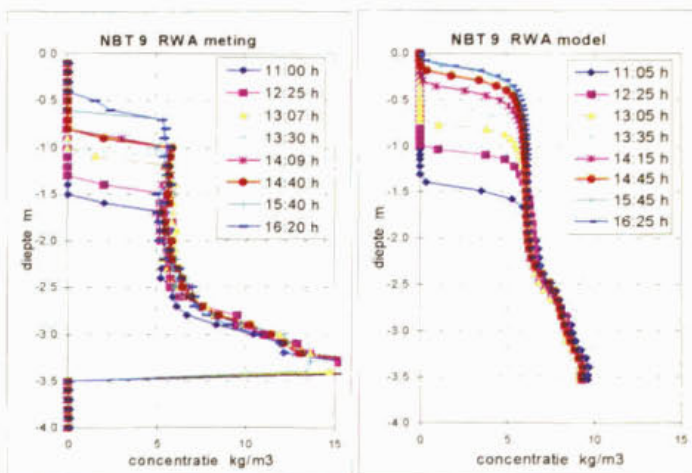 NBT 9 RWA meting
0.0
-0.5
-1.0
-1.5
-2.0
-2.5
-3.0
-3.5
-4.0
diepte m
0
5
10
15
concentratie kg/m3
11:00 h
12:25 h
13:07 h
13:30 h
14:09 h
14:40 h
15:40 h
16:20 h
NBT 9 RWA model
0.0
-0.5
-1.0
-1.5
-2.0
-2.5
-3.0
-3.5
-4.0
diepte m
0
5
10
15
concentratie kg/m3
11:05 h
12:25 h
13:05 h
13:35 h
14:15 h
14:45 h
15:45 h
16:25 h